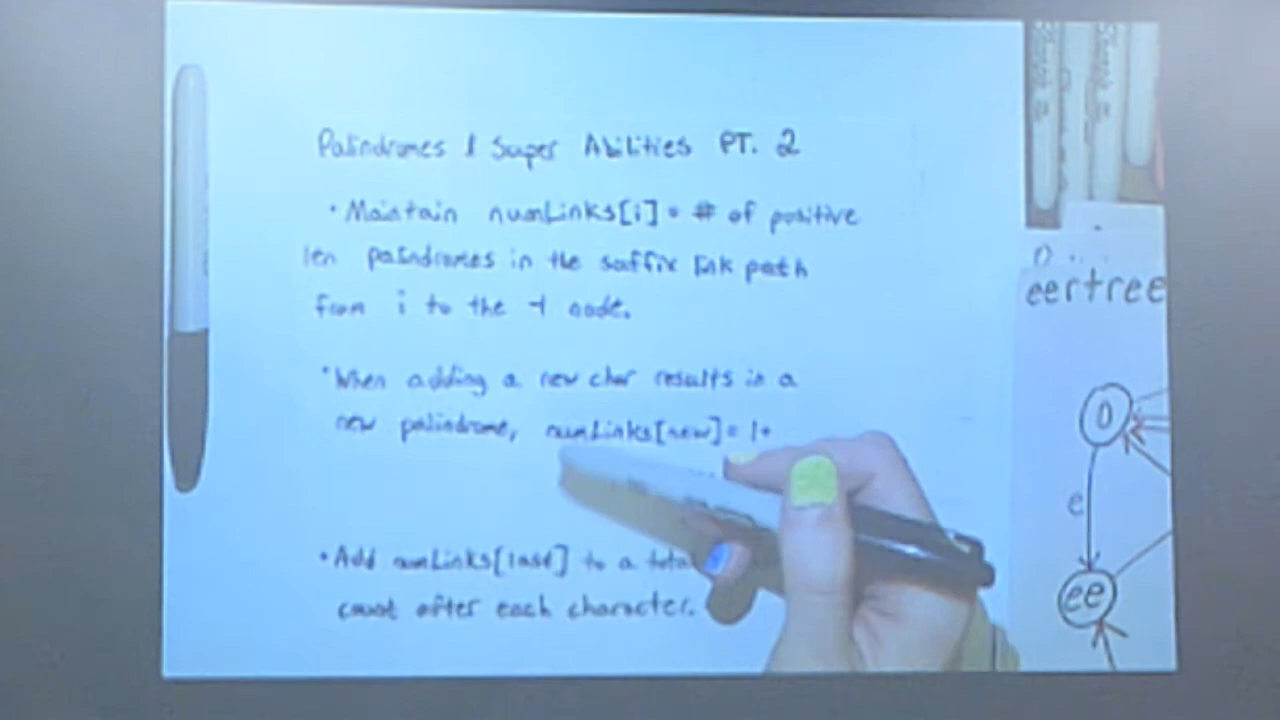 Palindromes & Super Abilities PT. 2
• Maintain numLinks[i] = # of positive
len palindromes in the suffix link path
from i to the -1 node.
• When adding a new char results in a
new palindrome, numLinks[new] = 1+
• Add numLinks[last] to a total
count after each character.
eertree
0
e
ee